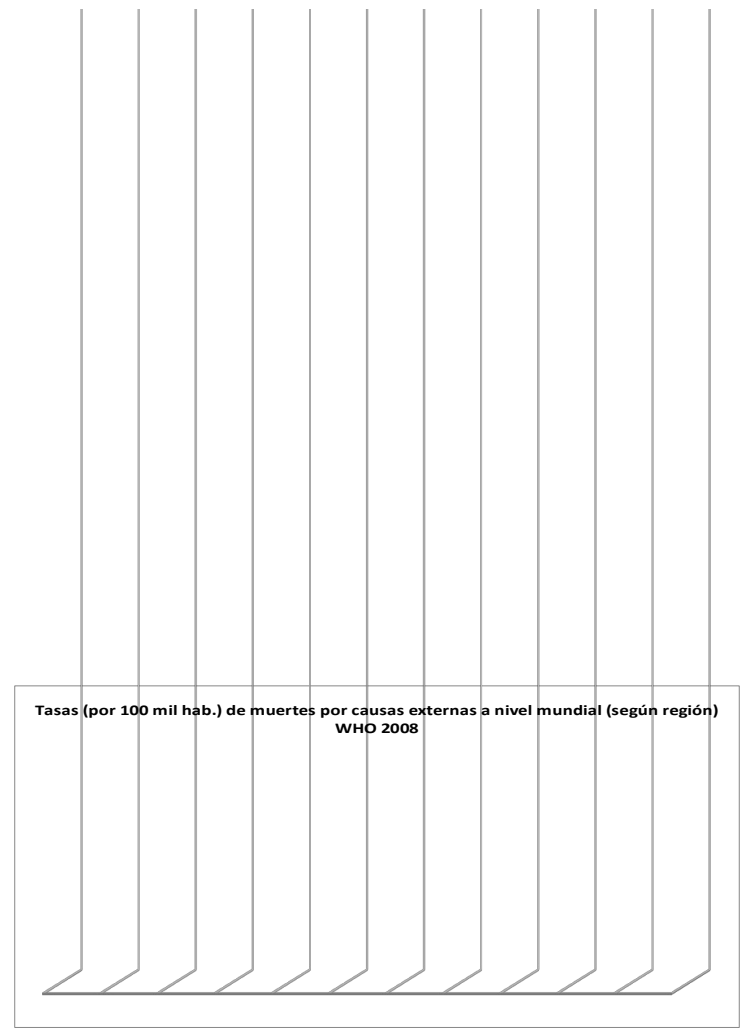 Tasas (por 100 mil hab.) de muertes por causas externas a nivel mundial (según región)
WHO 2008